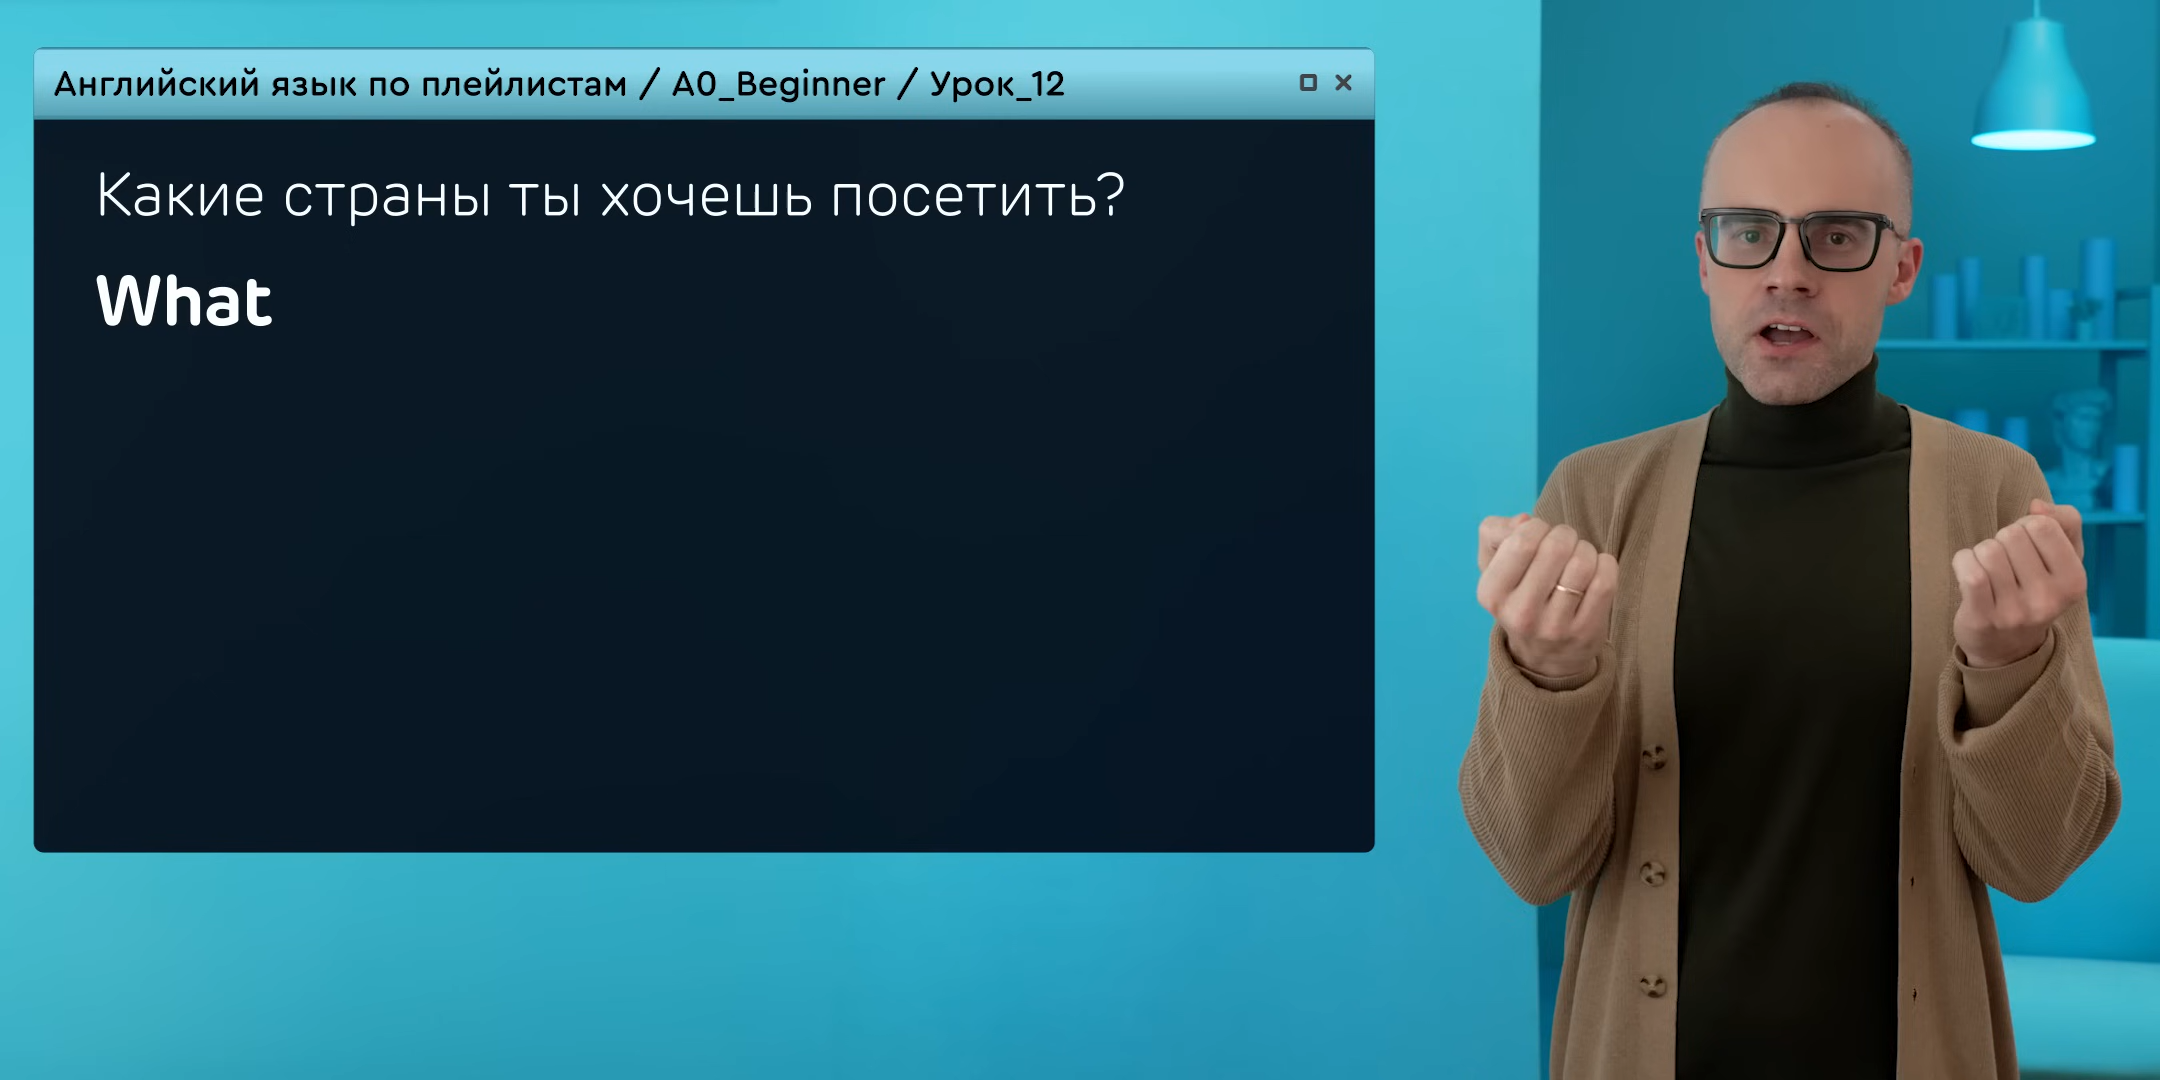 Английский язык по плейлистам / A0_Beginner / Урок_12
Какие страны ты хочешь посетить?
What